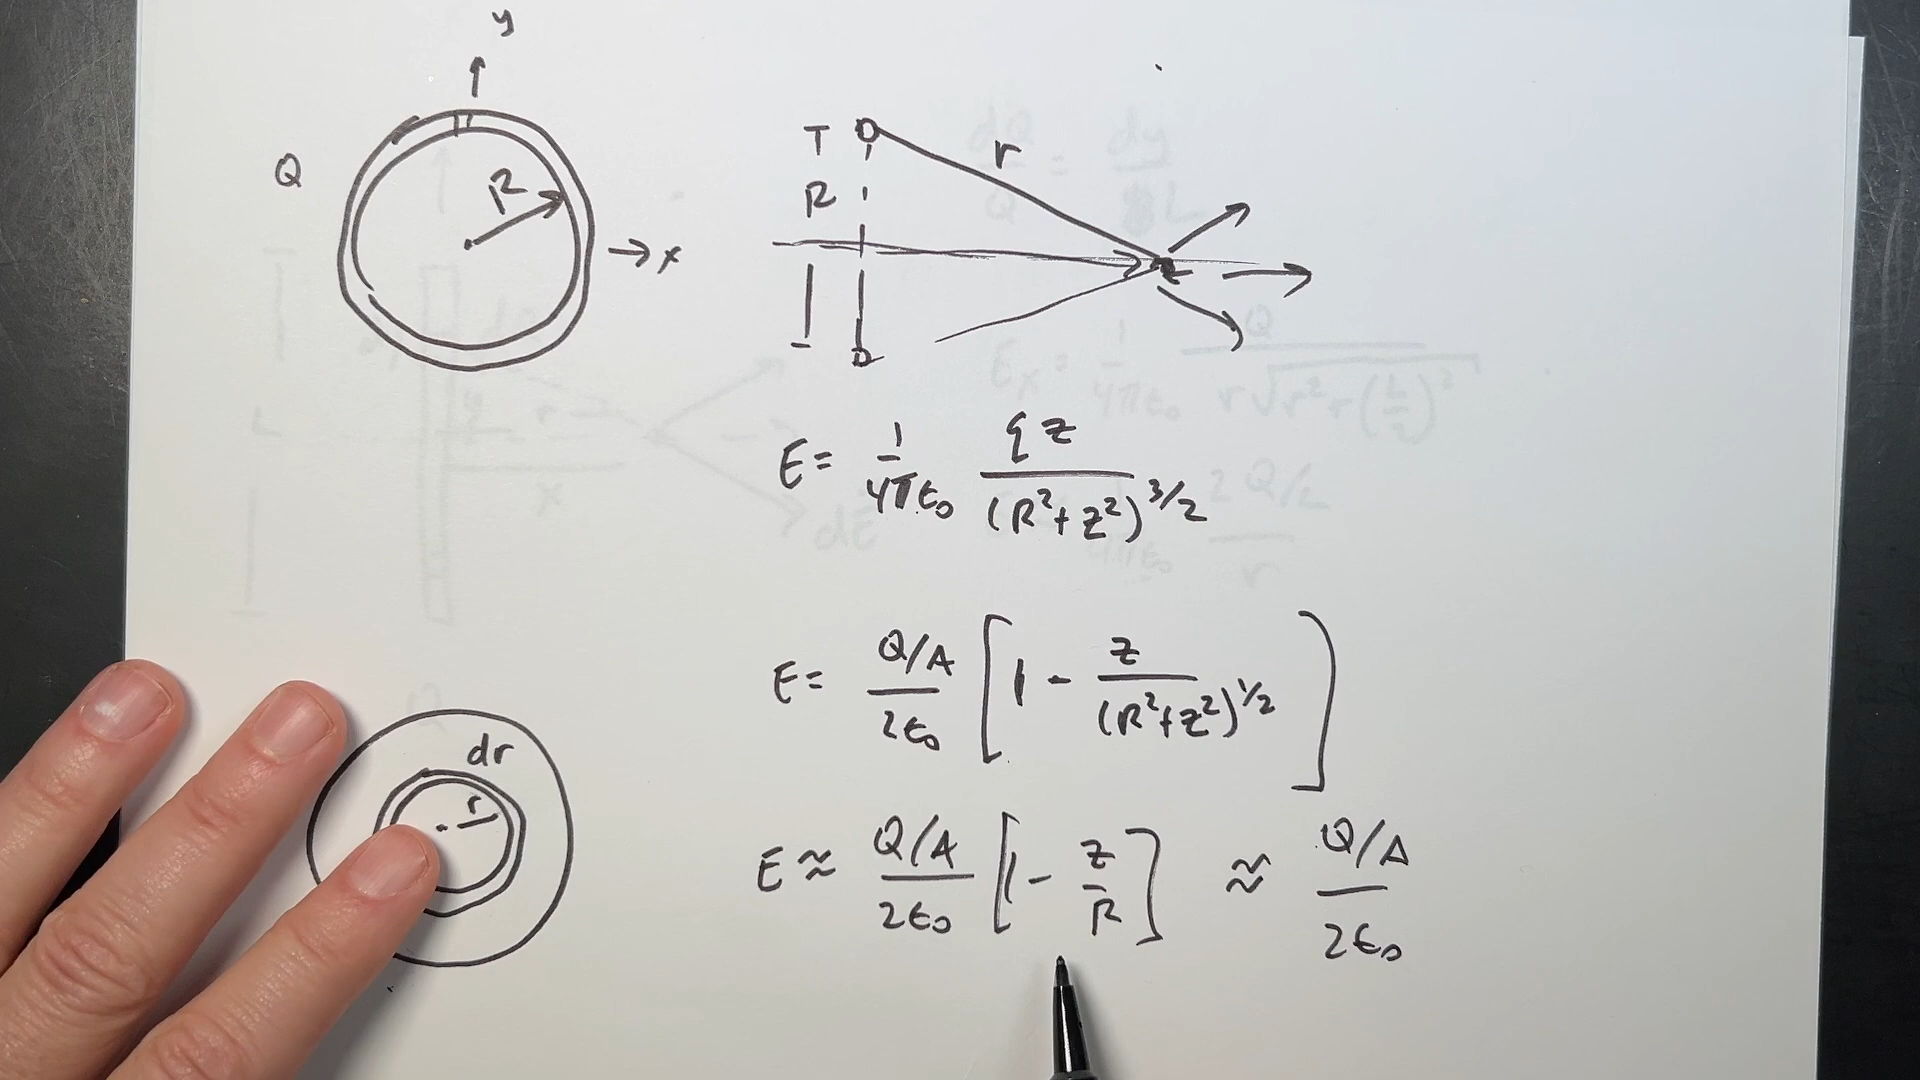 y
Q
R
→ x
T
R
r
z
E = 1/4πϵ₀ qz/(R²+z²)^3/2
E = Q/A/2ϵ₀ [1 - z/(R²+z²)^1/2]
dr
r
E ≈ Q/A/2ϵ₀ [1 - z/R] ≈ Q/A/2ϵ₀